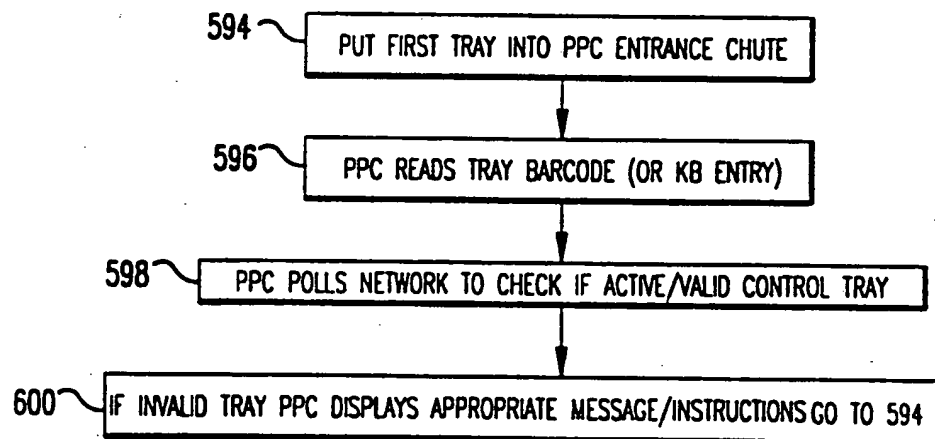 594
PUT FIRST TRAY INTO PPC ENTRANCE CHUTE
596
PPC READS TRAY BARCODE (OR KB ENTRY)
598
PPC POLLS NETWORK TO CHECK IF ACTIVE/VALID CONTROL TRAY
600
IF INVALID TRAY PPC DISPLAYS APPROPRIATE MESSAGE/INSTRUCTIONS GO TO 594